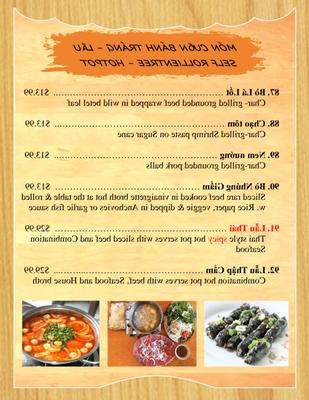 MÓN CUỐN BÁNH TRÁNG – LẨU
SELF ROLLIENTREE – HOTPOT
87. Bò Lá Lốt ........................................ $13.99
Char- grilled grounded beef wrapped in wild betel leaf
88. Chạo tôm ........................................ $13.99
Char-grilled Shrimp paste on Sugar cane
89. Nem nướng ........................................ $13.99
Char-grilled grounded pork balls
90. Bò Nhúng Giấm ........................................ $13.99
Sliced rare beef cooked in vinaigrette broth hot at the table & rolled
w. Rice paper, veggie & dipped in Anchovies or garlic fish sauce
91. Lẩu Thái ........................................ $29.99
Thai style spicy hot pot serves with sliced beef and Combination
Seafood
92. Lẩu Thập Cẩm ........................................ $29.99
Combination hot pot serves with beef, Seafood and House broth